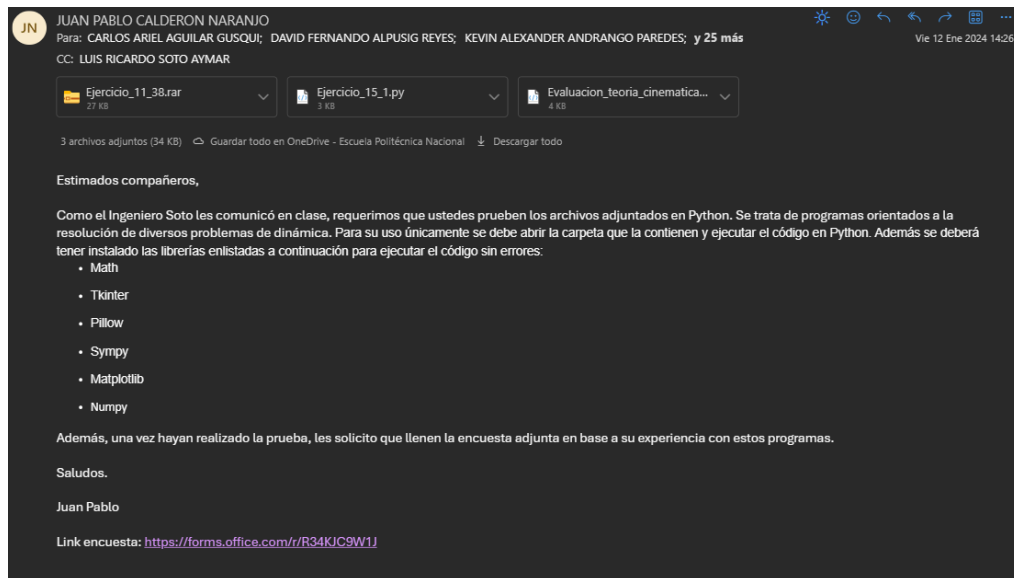 JN
JUAN PABLO CALDERON NARANJO
Para: CARLOS ARIEL AGUILAR GUSQUI; DAVID FERNANDO ALPUSIG REYES; KEVIN ALEXANDER ANDRANGO PAREDES; y 25 más
Vie 12 Ene 2024 14:26
CC: LUIS RICARDO SOTO AYMAR
Ejercicio_11_38.rar
27 KB
Ejercicio_15_1.py
3 KB
Evaluacion_teoria_cinematica...
4 KB
3 archivos adjuntos (34 KB) Guardar todo en OneDrive - Escuela Politécnica Nacional Descargar todo
Estimados compañeros,
Como el Ingeniero Soto les comunicó en clase, requerimos que ustedes prueben los archivos adjuntados en Python. Se trata de programas orientados a la
resolución de diversos problemas de dinámica. Para su uso únicamente se debe abrir la carpeta que la contienen y ejecutar el código en Python. Además se deberá
tener instalado las librerías enlistadas a continuación para ejecutar el código sin errores:
• Math
• Tkinter
• Pillow
• Sympy
• Matplotlib
• Numpy
Además, una vez hayan realizado la prueba, les solicito que llenen la encuesta adjunta en base a su experiencia con estos programas.
Saludos.
Juan Pablo
Link encuesta: https://forms.office.com/r/R34KJC9W1J